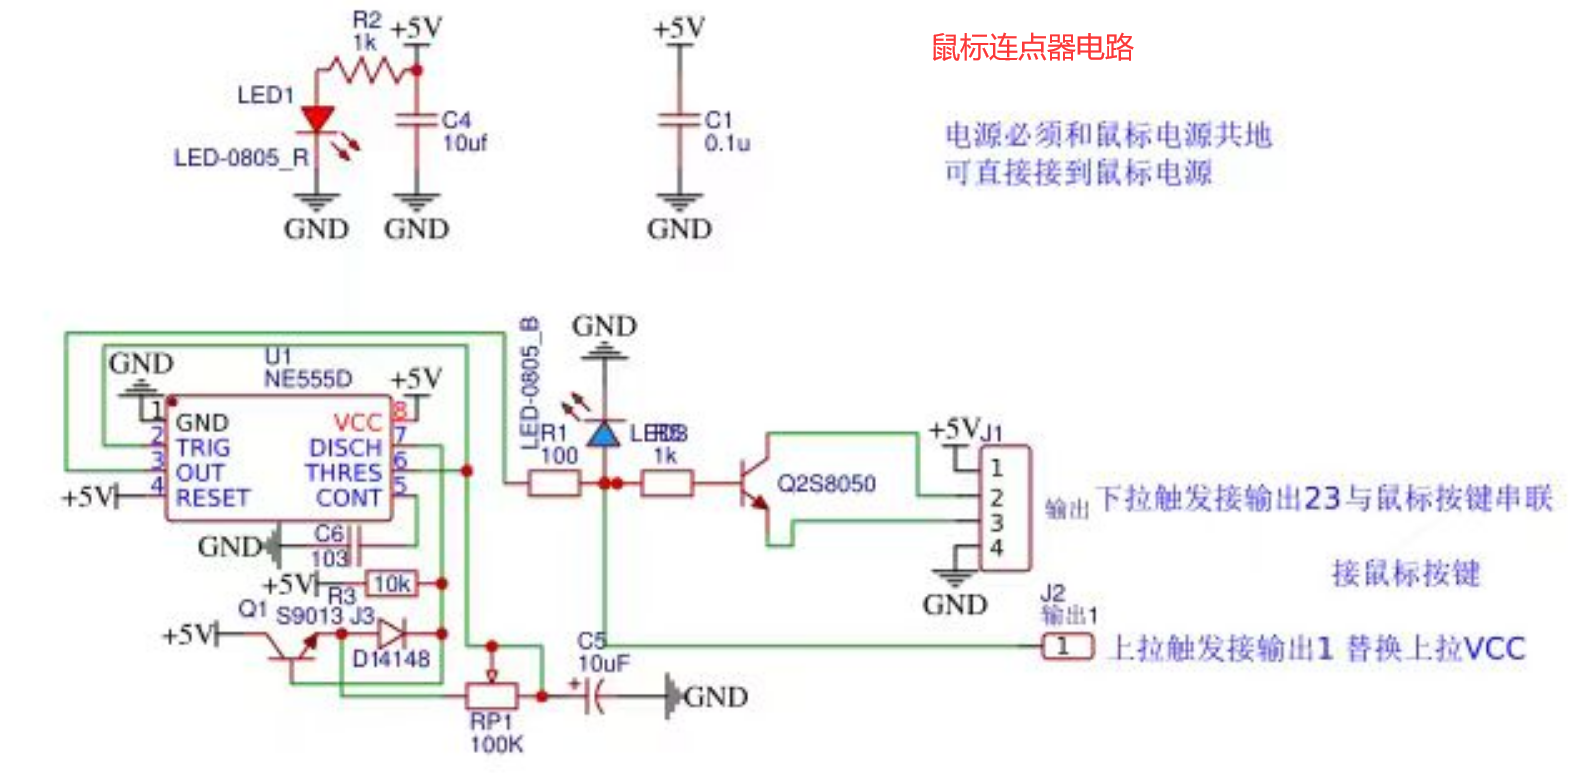 R2
1k
+5V
LED1
LED-0805_R
C4
10uf
GND
GND
+5V
C1
0.1u
GND
鼠标连点器电路
电源必须和鼠标电源共地
可直接接到鼠标电源
U1
NE555D
GND
+5V
1
GND
VCC
8
2
TRIG
DISCH
7
3
OUT
THRES
6
4
RESET
CONT
5
+5V
GND
C6
103
+5V
R3
10k
Q1
S9013
J3
+5V
D14148
RP1
100K
C5
10uF
GND
LED-0805_B
GND
R1
100
1k
Q2S8050
+5V
J1
1
2
3
4
GND
输出
下拉触发接输出23与鼠标按键串联
接鼠标按键
J2
输出1
1
上拉触发接输出1 替换上拉VCC